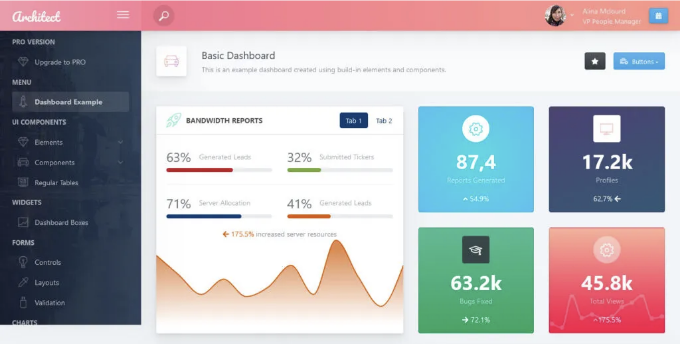 Architect
Alina Mclourd
VP People Manager
PRO VERSION
Upgrade to PRO
MENU
Dashboard Example
UI COMPONENTS
Elements
Components
Regular Tables
WIDGETS
Dashboard Boxes
FORMS
Controls
Layouts
Validation
CHARTS
Basic Dashboard
This is an example dashboard created using build-in elements and components.
Buttons
BANDWIDTH REPORTS
Tab 1
Tab 2
63% Generated Leads
32% Submitted Tickers
71% Server Allocation
41% Generated Leads
175.5% increased server resources
87,4
Reports Generated
54.9%
17.2k
Profiles
62,7%
63.2k
Bugs Fixed
72.1%
45.8k
Total Views
175.5%